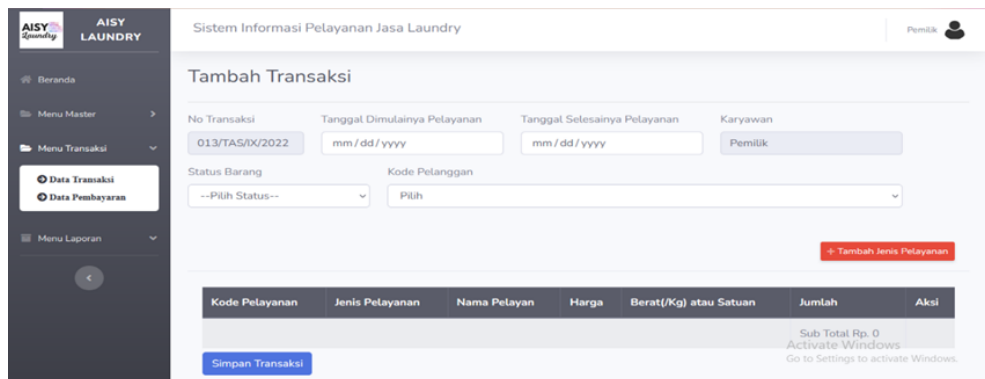 AISY
Laundry
AISY
LAUNDRY
Sistem Informasi Pelayanan Jasa Laundry
Pemilik
Beranda
Menu Master
Menu Transaksi
Data Transaksi
Data Pembayaran
Menu Laporan
Tambah Transaksi
No Transaksi Tanggal Dimulainya Pelayanan Tanggal Selesainya Pelayanan Karyawan
013/TAS/IX/2022 mm/dd/yyyy mm/dd/yyyy Pemilik
Status Barang Kode Pelanggan
--Pilih Status-- Pilih
+ Tambah Jenis Pelayanan
Kode Pelayanan Jenis Pelayanan Nama Pelayan Harga Berat(/Kg) atau Satuan Jumlah Aksi
Sub Total Rp. 0
Simpan Transaksi
Activate Windows
Go to Settings to activate Windows.